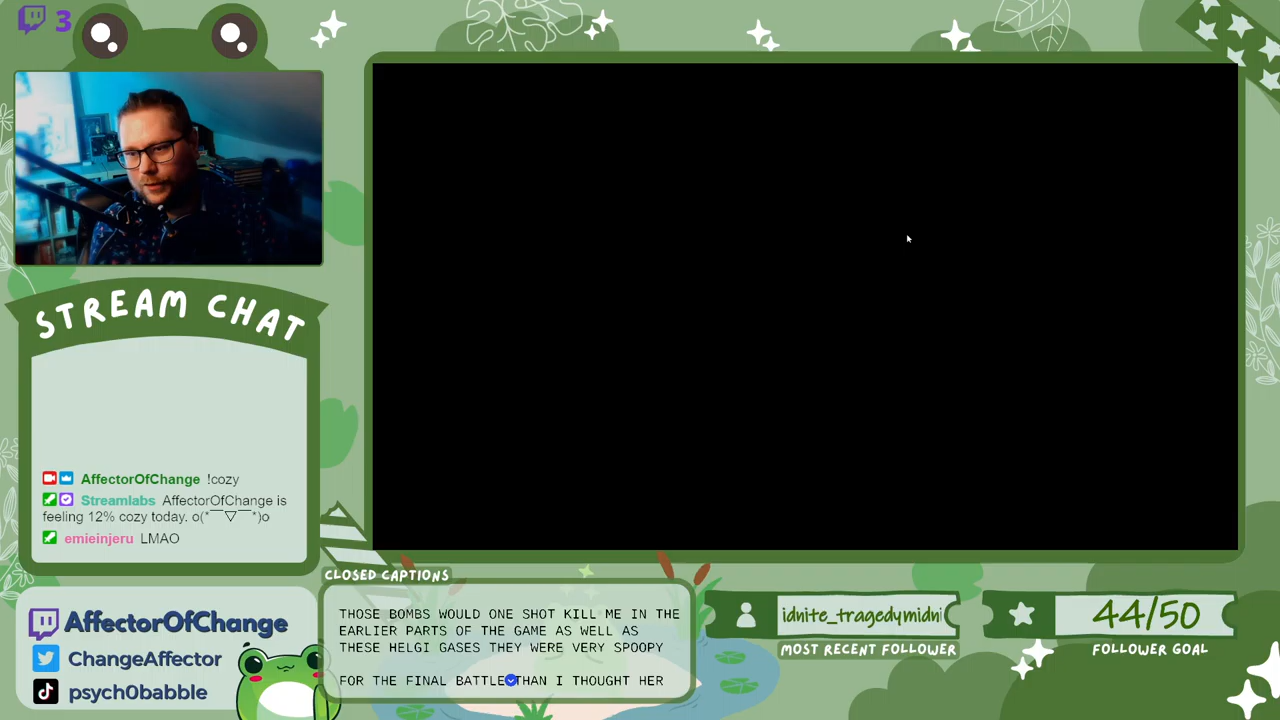 3
STREAM CHAT
AffectorOfChange !cozy
Streamlabs AffectorOfChange is
feeling 12% cozy today. o(*￣▽￣*)o
emieinjeru LMAO
AffectorOfChange
ChangeAffector
psych0babble
CLOSED CAPTIONS
THOSE BOMBS WOULD ONE SHOT KILL ME IN THE
EARLIER PARTS OF THE GAME AS WELL AS
THESE HELGI GASES THEY WERE VERY SPOOPY
FOR THE FINAL BATTLE THAN I THOUGHT HER
idnite_tragedymidni
MOST RECENT FOLLOWER
44/50
FOLLOWER GOAL